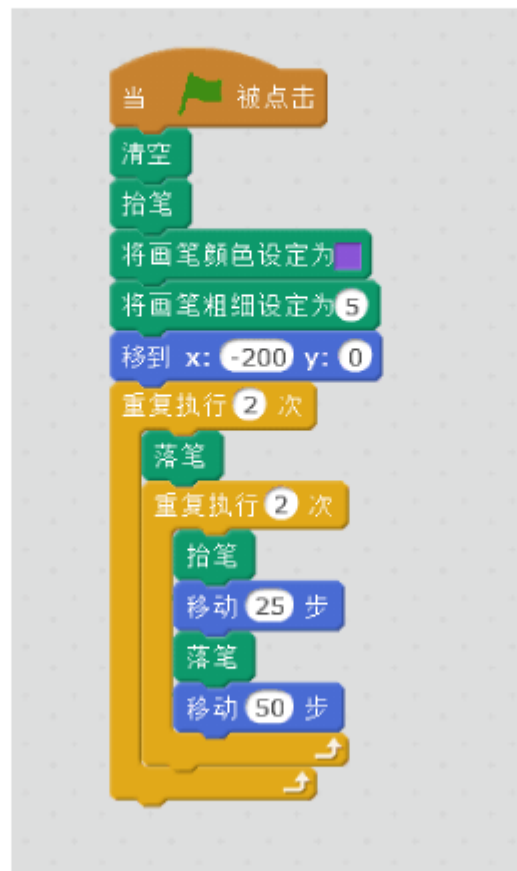 当 被点击
清空
抬笔
将画笔颜色设定为
将画笔粗细设定为 5
移到 x: -200 y: 0
重复执行 2 次
落笔
重复执行 2 次
抬笔
移动 25 步
落笔
移动 50 步